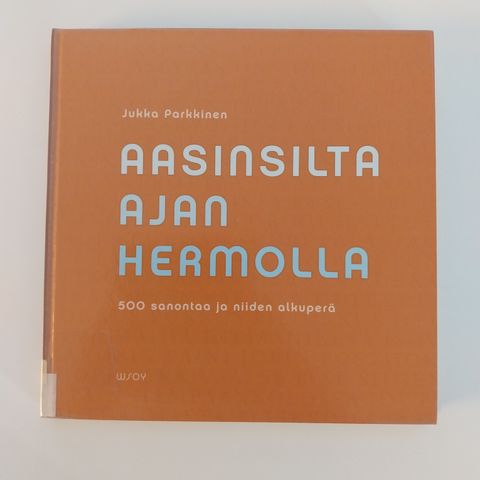 Jukka Parkkinen
AASINSILTA
AJAN
HERMOLLA
500 sanontaa ja niiden alkuperä
WSOY